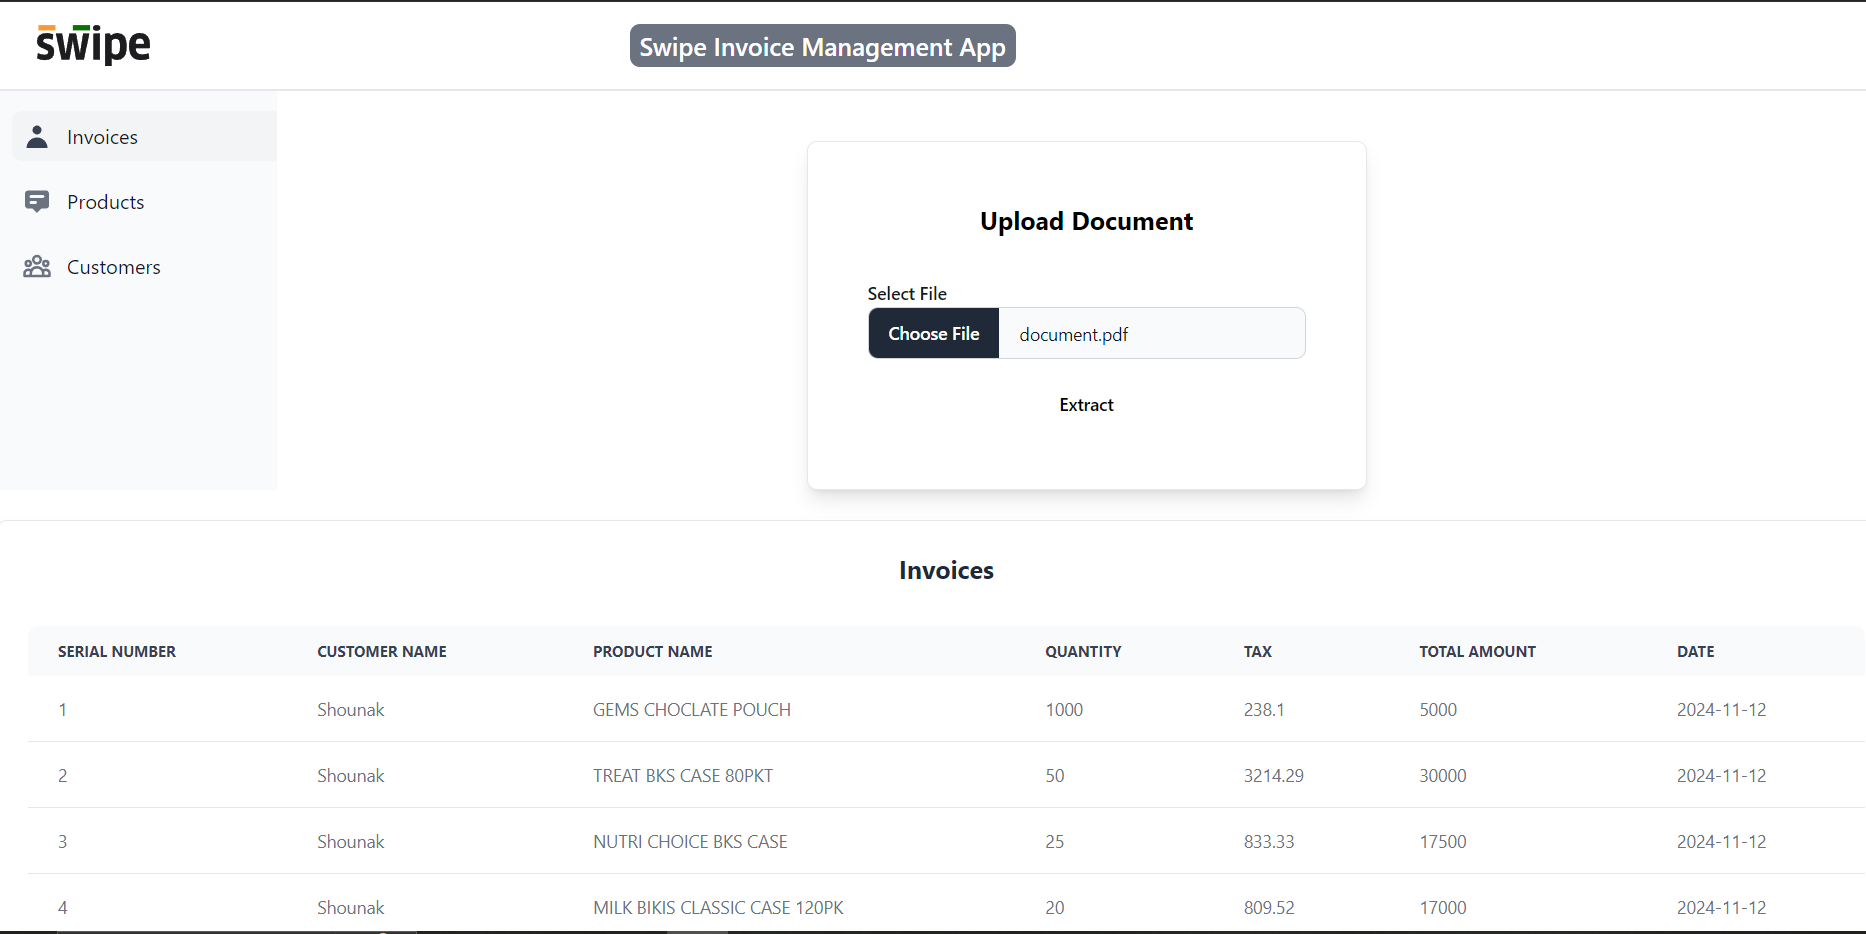 swipe
Swipe Invoice Management App
Invoices
Products
Customers
Upload Document
Select File
Choose File document.pdf
Extract
Invoices
SERIAL NUMBER CUSTOMER NAME PRODUCT NAME QUANTITY TAX TOTAL AMOUNT DATE
1 Shounak GEMS CHOCLATE POUCH 1000 238.1 5000 2024-11-12
2 Shounak TREAT BKS CASE 80PKT 50 3214.29 30000 2024-11-12
3 Shounak NUTRI CHOICE BKS CASE 25 833.33 17500 2024-11-12
4 Shounak MILK BIKIS CLASSIC CASE 120PK 20 809.52 17000 2024-11-12